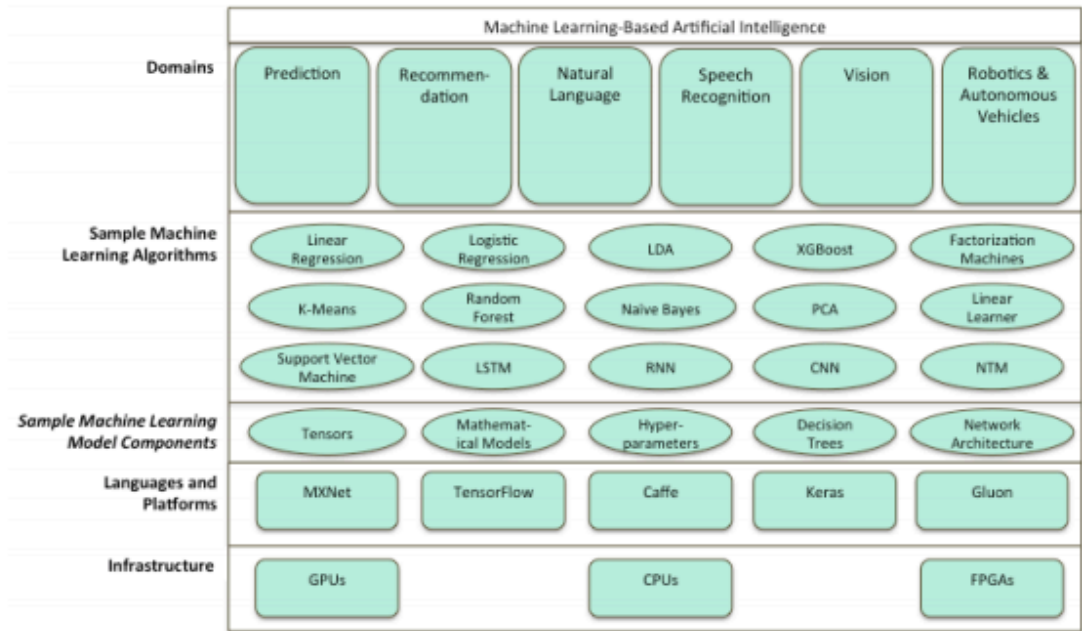 Machine Learning-Based Artificial Intelligence
Domains
Prediction
Recommen-
dation
Natural
Language
Speech
Recognition
Vision
Robotics &
Autonomous
Vehicles
Sample Machine
Learning Algorithms
Linear
Regression
Logistic
Regression
LDA
XGBoost
Factorization
Machines
K-Means
Random
Forest
Naïve Bayes
PCA
Linear
Learner
Support Vector
Machine
LSTM
RNN
CNN
NTM
Sample Machine Learning
Model Components
Tensors
Mathemat-
ical Models
Hyper-
parameters
Decision
Trees
Network
Architecture
Languages and
Platforms
MXNet
TensorFlow
Caffe
Keras
Gluon
Infrastructure
GPUs
CPUs
FPGAs